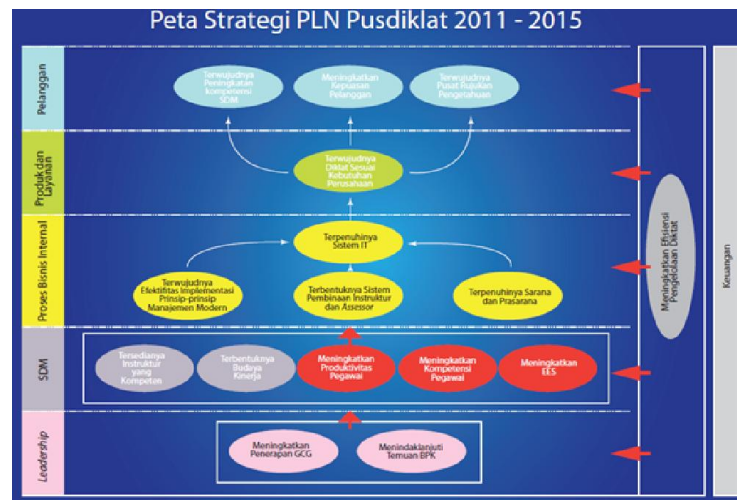 Peta Strategi PLN Pusdiklat 2011 - 2015
Pelanggan
Terwujudnya
Peningkatan
kompetensi
SDM
Meningkatkan
Kepuasan
Pelanggan
Terwujudnya
Pusat Rujukan
Pengetahuan
Produk dan
Layanan
Terwujudnya
Diklat Sesuai
Kebutuhan
Perusahaan
Proses Bisnis Internal
Terpenuhinya
Sistem IT
Terwujudnya
Efektifitas Implementasi
Prinsip-prinsip
Manajemen Modern
Terbentuknya Sistem
Pembinaan Instruktur
dan Assessor
Terpenuhinya Sarana
dan Prasarana
SDM
Tersedianya
Instruktur
yang
Kompeten
Terbentuknya
Budaya
Kinerja
Meningkatkan
Produktivitas
Pegawai
Meningkatkan
Kompetensi
Pegawai
Meningkatkan
EES
Leadership
Meningkatkan
Penerapan GCG
Menindaklanjuti
Temuan BPK
Meningkatkan Efisiensi
Pengelolaan Diklat
Keuangan